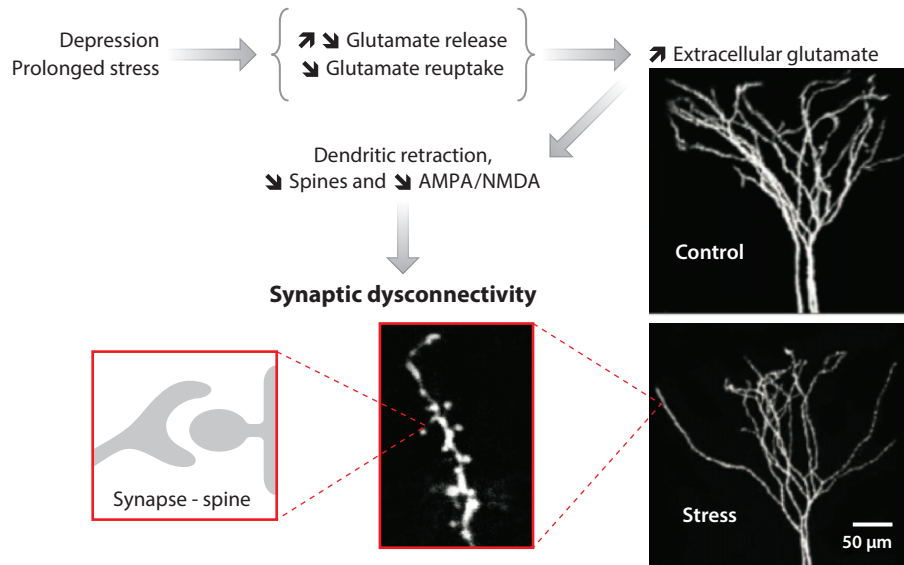 Depression
Prolonged stress
↗ ↘ Glutamate release
↘ Glutamate reuptake
↗ Extracellular glutamate
Dendritic retraction,
↘ Spines and ↘ AMPA/NMDA
Control
Synaptic dysconnectivity
Synapse - spine
Stress
50 μm